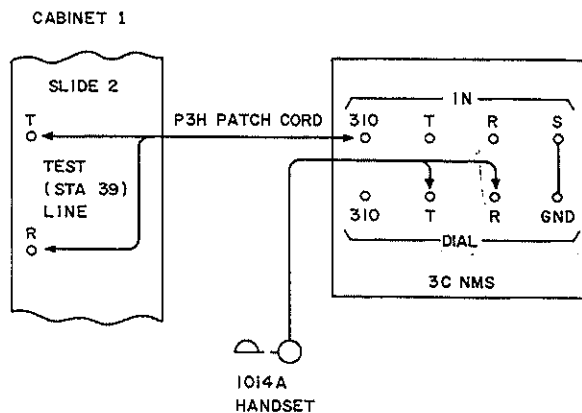 CABINET 1
SLIDE 2
T
TEST
(STA 39)
LINE
R
P3H PATCH CORD
IN
310 T R S
310 T R GND
DIAL
3C NMS
1014A
HANDSET